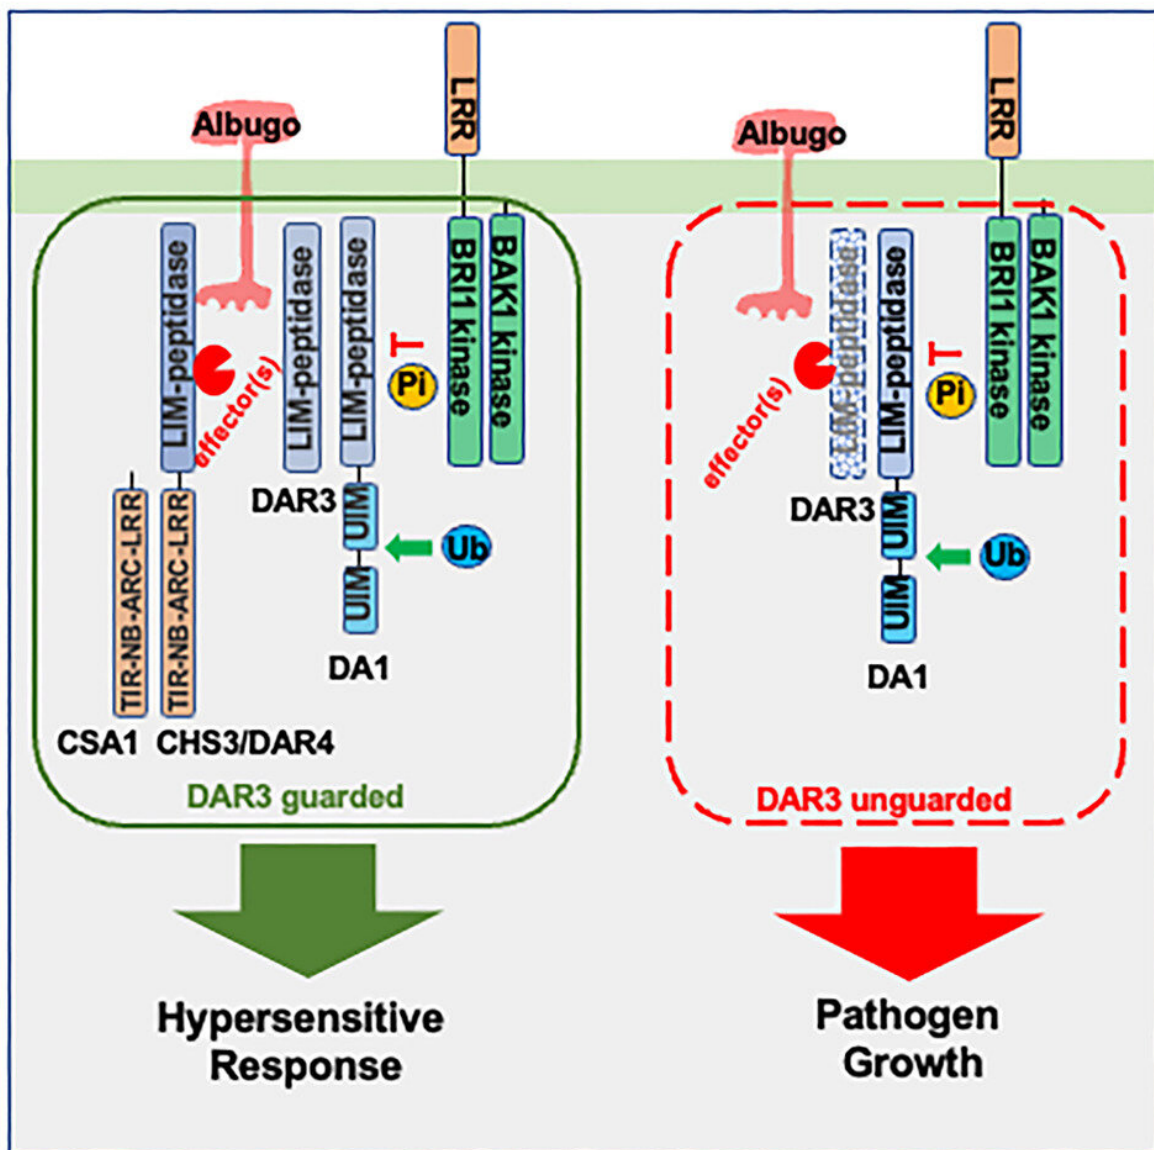 LRR
Albugo
LIM-peptidase
effector(s)
LIM-peptidase
LIM-peptidase
Pi
BRI1 kinase
BAK1 kinase
DAR3
UIM
Ub
UIM
DA1
TIR-NB-ARC-LRR
TIR-NB-ARC-LRR
CSA1 CHS3/DAR4
DAR3 guarded
Hypersensitive
Response
LRR
Albugo
effector(s)
LIM-peptidase
LIM-peptidase
Pi
BRI1 kinase
BAK1 kinase
DAR3
UIM
Ub
UIM
DA1
DAR3 unguarded
Pathogen
Growth